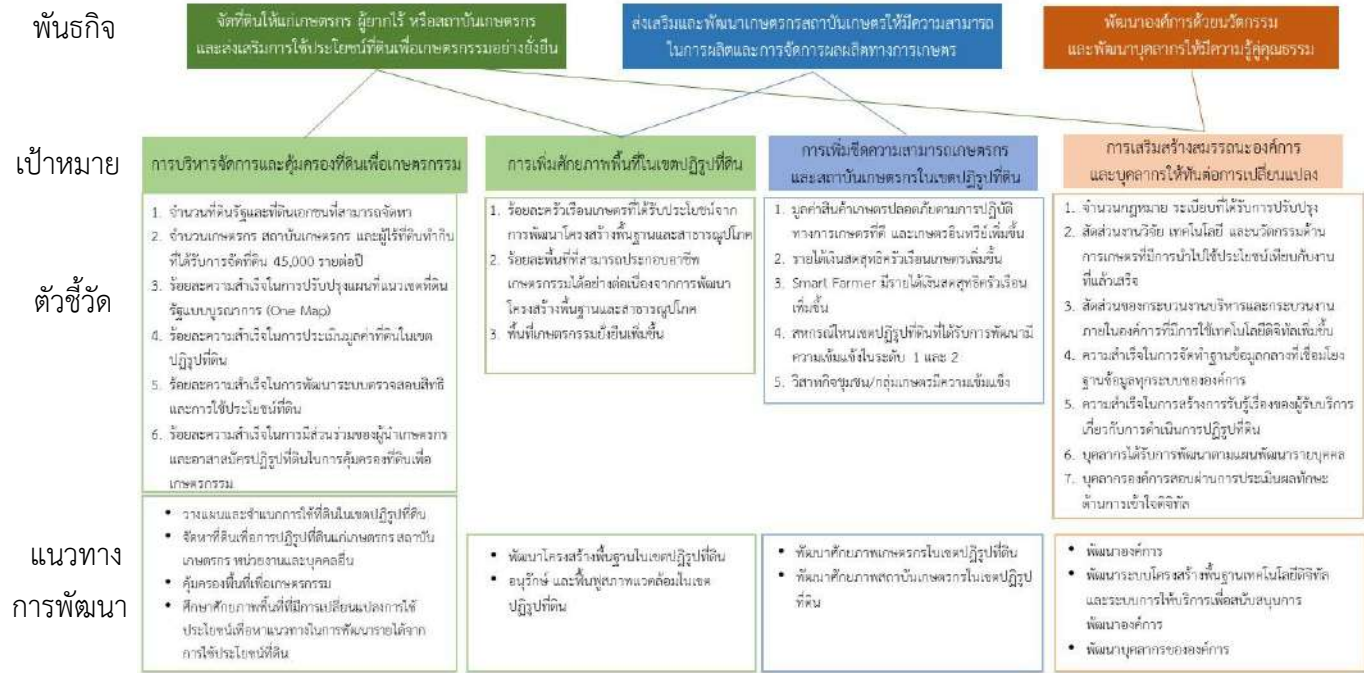 พันธกิจ
จัดที่ดินให้แก่เกษตรกร ผู้ยากไร้ หรือสถาบันเกษตรกร
และส่งเสริมการใช้ประโยชน์ที่ดินเพื่อเกษตรกรรมอย่างยั่งยืน
ส่งเสริมและพัฒนาเกษตรกรสถาบันเกษตรให้มีความสามารถ
ในการผลิตและการจัดการผลผลิตทางการเกษตร
พัฒนาองค์การด้วยนวัตกรรม
และพัฒนาบุคลากรให้มีความรู้คู่คุณธรรม
เป้าหมาย
การบริหารจัดการและคุ้มครองที่ดินเพื่อเกษตรกรรม
การเพิ่มศักยภาพพื้นที่ในเขตปฏิรูปที่ดิน
การเพิ่มขีดความสามารถเกษตรกร
และสถาบันเกษตรกรในเขตปฏิรูปที่ดิน
การเสริมสร้างสมรรถนะองค์การ
และบุคลากรให้ทันต่อการเปลี่ยนแปลง
ตัวชี้วัด
1. จำนวนที่ดินรัฐและที่ดินเอกชนที่สามารถจัดหา
2. จำนวนเกษตรกร สถาบันเกษตรกร และผู้ไร้ที่ดินทำกิน
ที่ได้รับการจัดที่ดิน 45,000 รายต่อปี
3. ร้อยละความสำเร็จในการปรับปรุงแผนที่แนวเขตที่ดิน
รัฐแบบบูรณาการ (One Map)
4. ร้อยละความสำเร็จในการประเมินมูลค่าที่ดินในเขต
ปฏิรูปที่ดิน
5. ร้อยละความสำเร็จในการพัฒนาระบบตรวจสอบสิทธิ
และการใช้ประโยชน์ที่ดิน
6. ร้อยละความสำเร็จในการมีส่วนร่วมของผู้นำเกษตรกร
และอาสาสมัครปฏิรูปที่ดินในการคุ้มครองที่ดินเพื่อ
เกษตรกรรม
1. ร้อยละครัวเรือนเกษตรที่ได้รับประโยชน์จาก
การพัฒนาโครงสร้างพื้นฐานและสาธารณูปโภค
2. ร้อยละพื้นที่ที่สามารถประกอบอาชีพ
เกษตรกรรมได้อย่างต่อเนื่องจากการพัฒนา
โครงสร้างพื้นฐานและสาธารณูปโภค
3. พื้นที่เกษตรกรรมยั่งยืนเพิ่มขึ้น
1. มูลค่าสินค้าเกษตรปลอดภัยตามการปฏิบัติ
ทางการเกษตรที่ดี และเกษตรอินทรีย์เพิ่มขึ้น
2. รายได้เงินสดสุทธิครัวเรือนเกษตรเพิ่มขึ้น
3. Smart Farmer มีรายได้เงินสดสุทธิครัวเรือน
เพิ่มขึ้น
4. สหกรณ์ในเขตปฏิรูปที่ดินที่ได้รับการพัฒนามี
ความเข้มแข็งในระดับ 1 และ 2
5. วิสาหกิจชุมชน/กลุ่มเกษตรมีความเข้มแข็ง
1. จำนวนกฎหมาย ระเบียบที่ได้รับการปรับปรุง
2. สัดส่วนงานวิจัย เทคโนโลยี และนวัตกรรมด้าน
การเกษตรที่มีการนำไปใช้ประโยชน์เทียบกับงาน
ที่แล้วเสร็จ
3. สัดส่วนของกระบวนงานบริหารและกระบวนงาน
ภายในองค์การที่มีการใช้เทคโนโลยีดิจิทัลเพิ่มขึ้น
4. ความสำเร็จในการจัดทำฐานข้อมูลกลางที่เชื่อมโยง
ฐานข้อมูลทุกระบบขององค์การ
5. ความสำเร็จในการสร้างการรับรู้เรื่องของผู้รับบริการ
เกี่ยวกับการดำเนินการปฏิรูปที่ดิน
6. บุคลากรได้รับการพัฒนาตามแผนพัฒนารายบุคคล
7. บุคลากรองค์การสอบผ่านการประเมินผลทักษะ
ด้านการเข้าใจดิจิทัล
แนวทาง
การพัฒนา
• วางแผนและจำแนกการใช้ที่ดินในเขตปฏิรูปที่ดิน
• จัดหาที่ดินเพื่อการปฏิรูปที่ดินแก่เกษตรกร สถาบัน
เกษตรกร หน่วยงานและบุคคลอื่น
• คุ้มครองพื้นที่เพื่อเกษตรกรรม
• ศึกษาศักยภาพพื้นที่ที่มีการเปลี่ยนแปลงการใช้
ประโยชน์เพื่อหาแนวทางในการพัฒนารายได้จาก
การใช้ประโยชน์ที่ดิน
• พัฒนาโครงสร้างพื้นฐานในเขตปฏิรูปที่ดิน
• อนุรักษ์ และฟื้นฟูสภาพแวดล้อมในเขต
ปฏิรูปที่ดิน
• พัฒนาศักยภาพเกษตรกรในเขตปฏิรูปที่ดิน
• พัฒนาศักยภาพสถาบันเกษตรกรในเขตปฏิรูป
ที่ดิน
• พัฒนาองค์การ
• พัฒนาระบบโครงสร้างพื้นฐานเทคโนโลยีดิจิทัล
และระบบการให้บริการเพื่อสนับสนุนการ
พัฒนาองค์การ
• พัฒนาบุคลากรขององค์การ